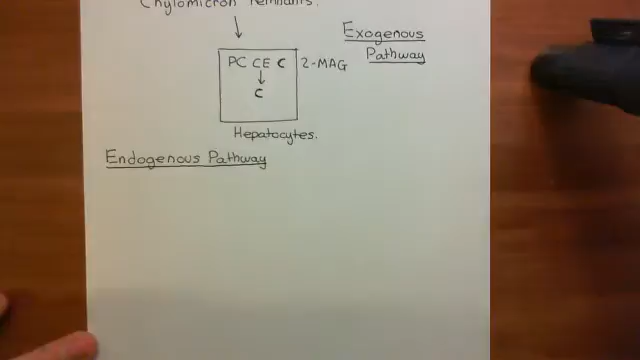 Chylomicron Remnants.
Exogenous
Pathway
PC CE C 2-MAG
C
Hepatocytes.
Endogenous Pathway